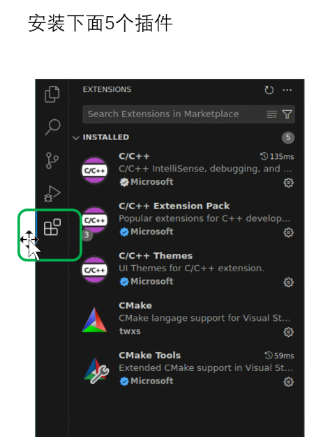 安装下面5个插件
EXTENSIONS
Search Extensions in Marketplace
INSTALLED
5
C/C++
135ms
C/C++ IntelliSense, debugging, and ...
Microsoft
C/C++ Extension Pack
Popular extensions for C++ develop...
Microsoft
3
C/C++ Themes
UI Themes for C/C++ extension.
Microsoft
CMake
CMake langage support for Visual St...
twxs
CMake Tools
59ms
Extended CMake support in Visual St...
Microsoft
C/C++
C/C++
C/C++